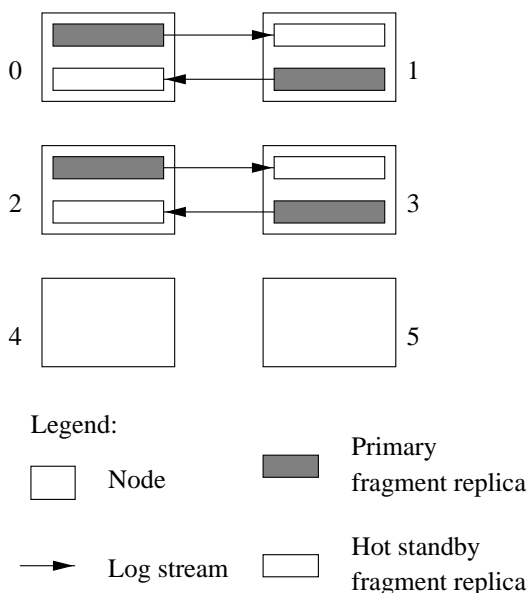 0
1
2
3
4
5
Legend:
Node
Primary
fragment replica
Log stream
Hot standby
fragment replica